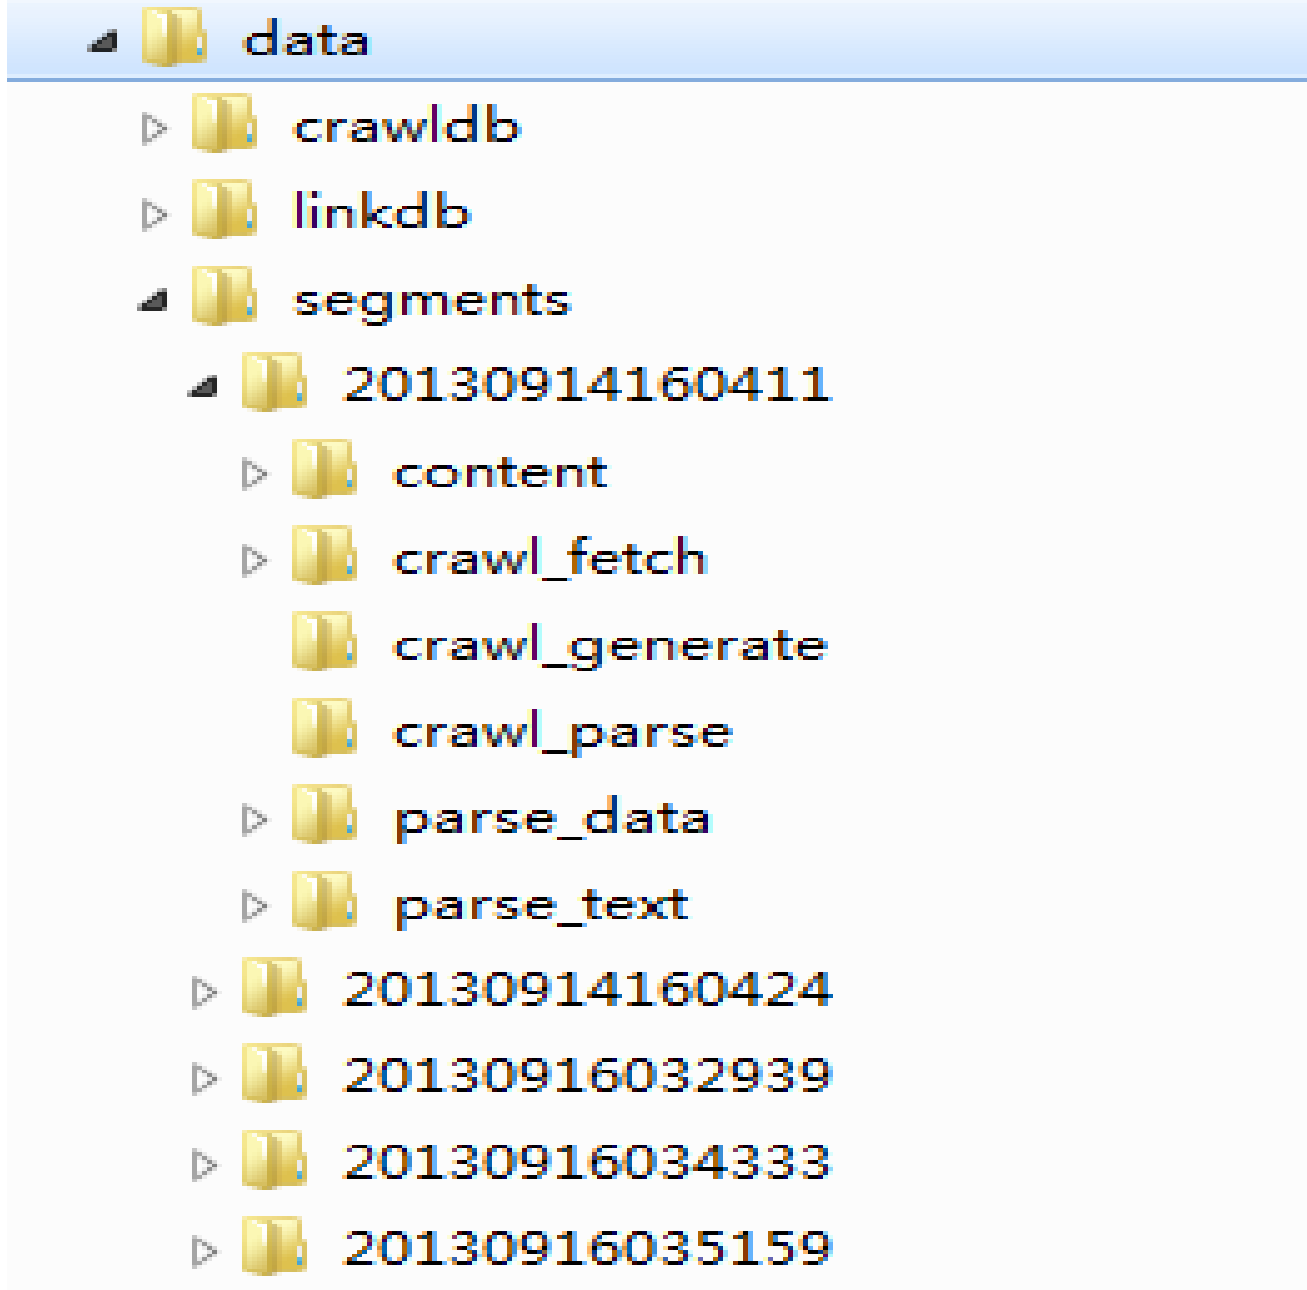 data
crawldb
linkdb
segments
20130914160411
content
crawl_fetch
crawl_generate
crawl_parse
parse_data
parse_text
20130914160424
20130916032939
20130916034333
20130916035159